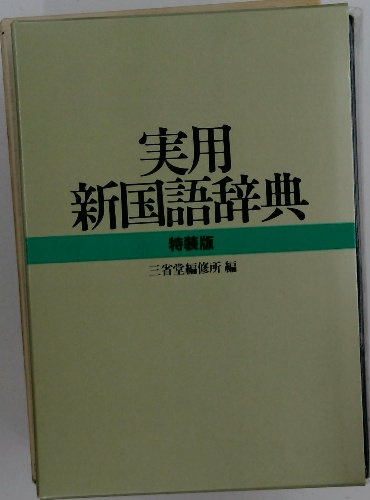 実用
新国語辞典
特装版
三省堂編修所 編